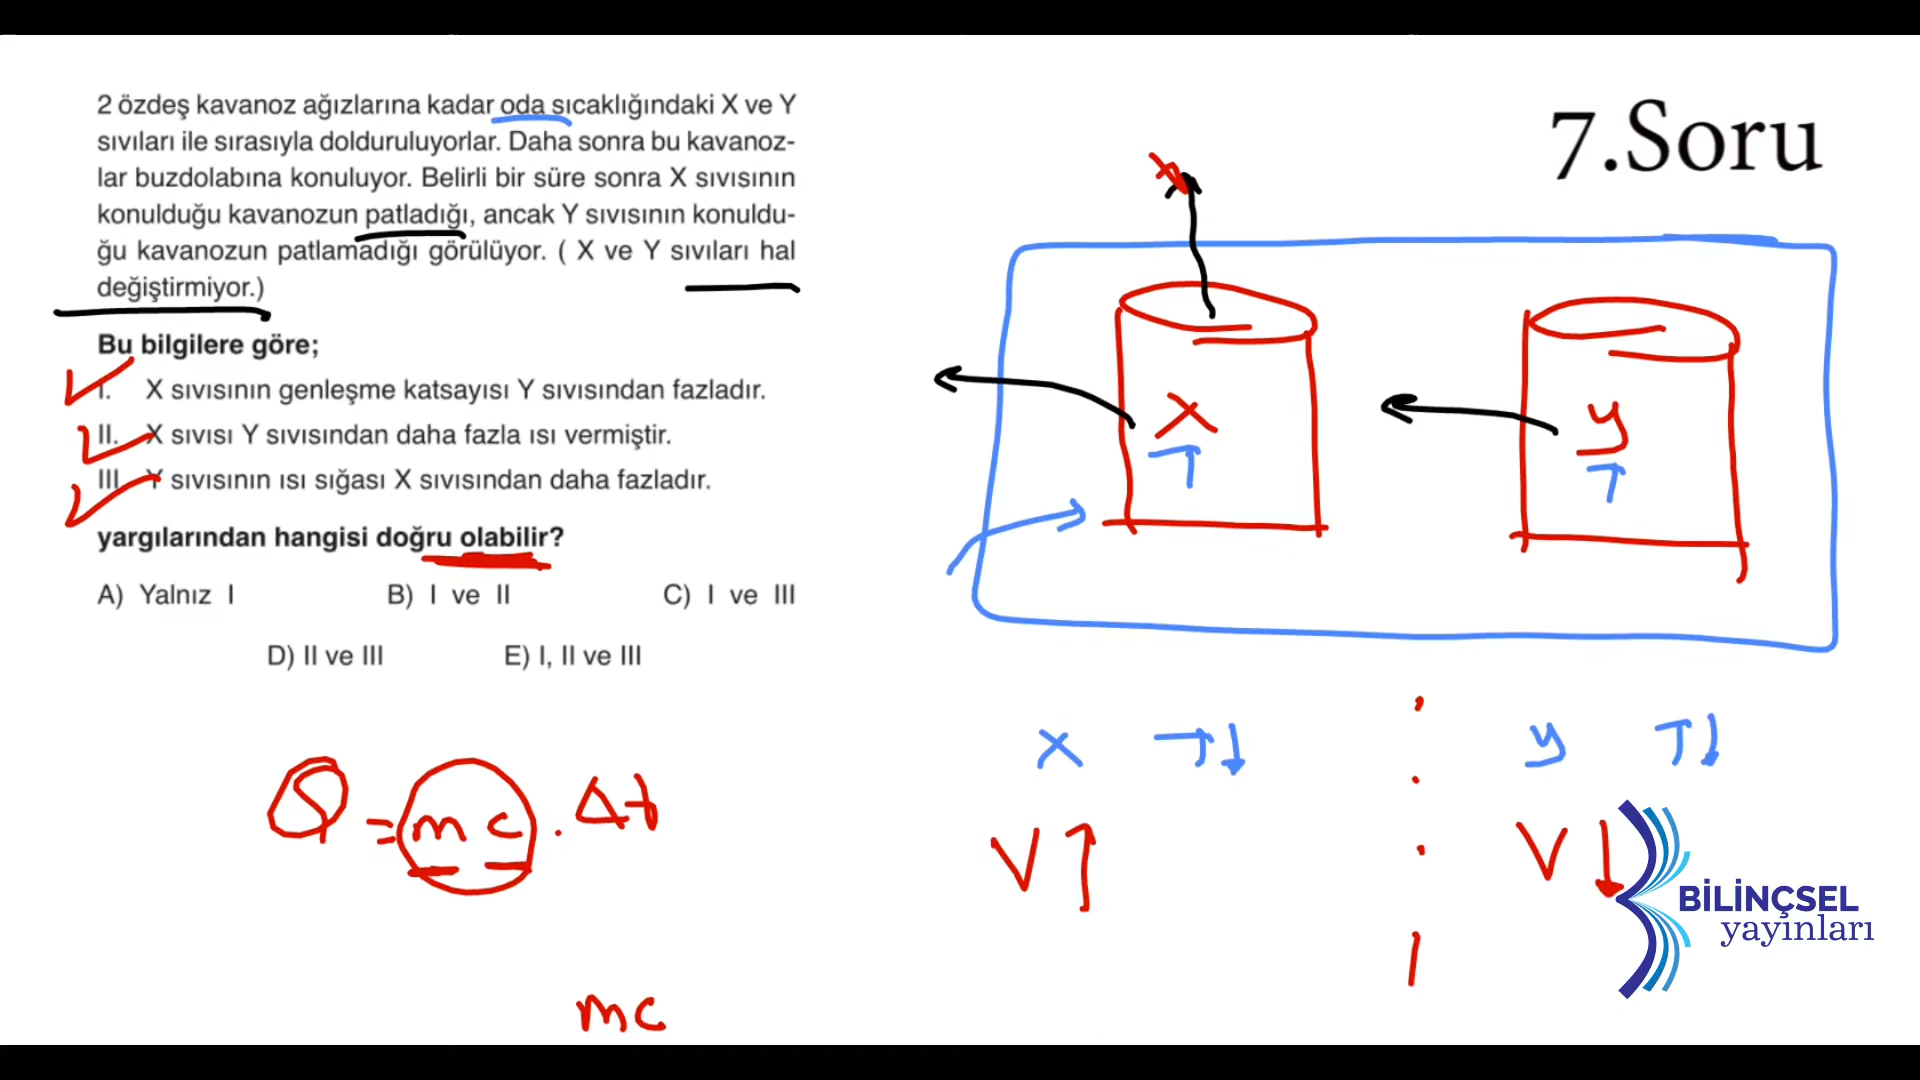 2 özdeş kavanoz ağızlarına kadar oda sıcaklığındaki X ve Y
sıvıları ile sırasıyla dolduruluyorlar. Daha sonra bu kavanoz-
lar buzdolabına konuluyor. Belirli bir süre sonra X sıvısının
konulduğu kavanozun patladığı, ancak Y sıvısının konuldu-
ğu kavanozun patlamadığı görülüyor. ( X ve Y sıvıları hal
değiştirmiyor.)
Bu bilgilere göre;
I. X sıvısının genleşme katsayısı Y sıvısından fazladır.
II. X sıvısı Y sıvısından daha fazla ısı vermiştir.
III. Y sıvısının ısı sığası X sıvısından daha fazladır.
yargılarından hangisi doğru olabilir?
A) Yalnız I B) I ve II C) I ve III
D) II ve III E) I, II ve III
7.Soru
X
T
y
T
X T↓
y T↓
V↑
V↓
Q = mc . Δt
mc
BİLİNÇSEL
yayınları